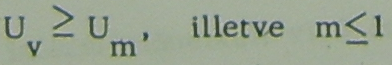 U_v ≥ U_m, illetve m≤1